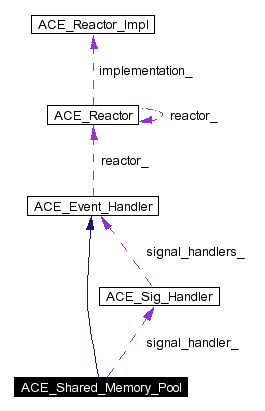 ACE_Reactor_Impl
implementation_
ACE_Reactor
reactor_
reactor_
ACE_Event_Handler
signal_handlers_
ACE_Sig_Handler
signal_handler_
ACE_Shared_Memory_Pool